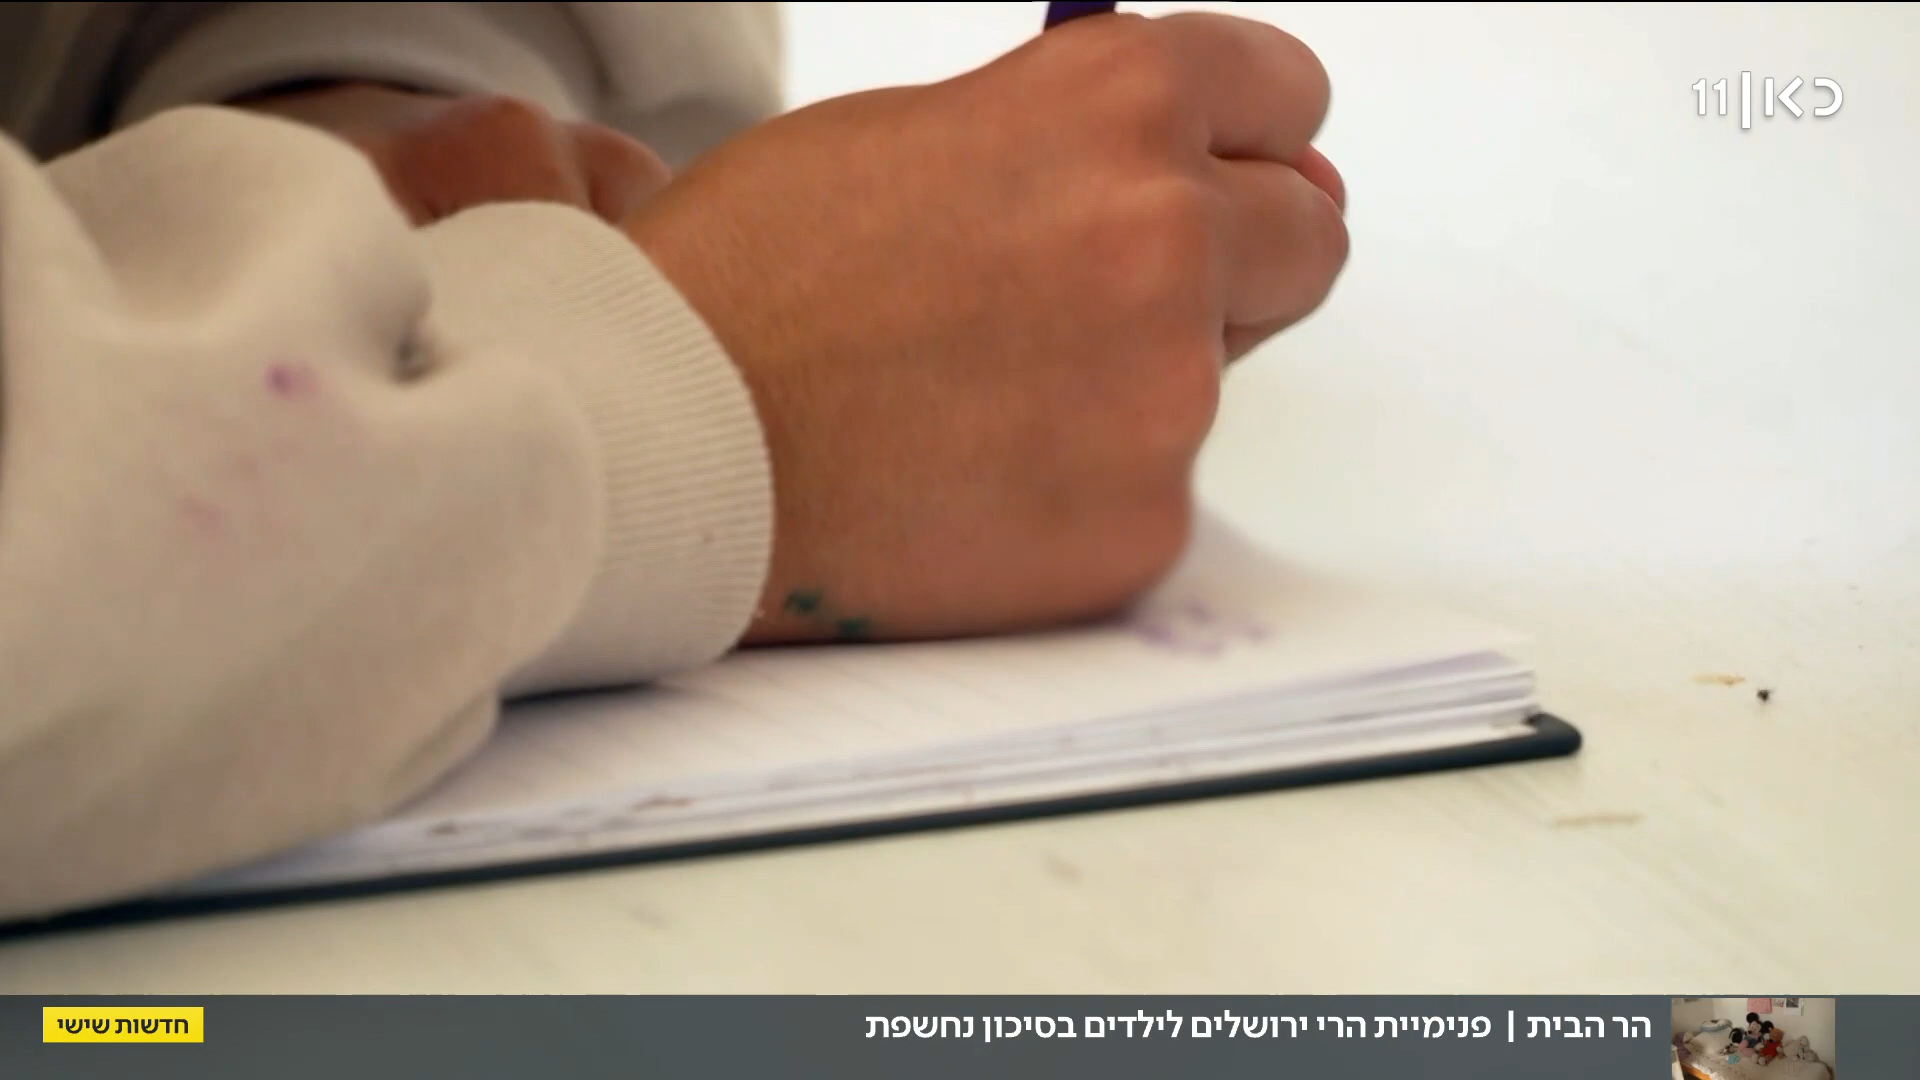 כאן|11
הר הבית | פנימיית הרי ירושלים לילדים בסיכון נחשפת
חדשות שישי